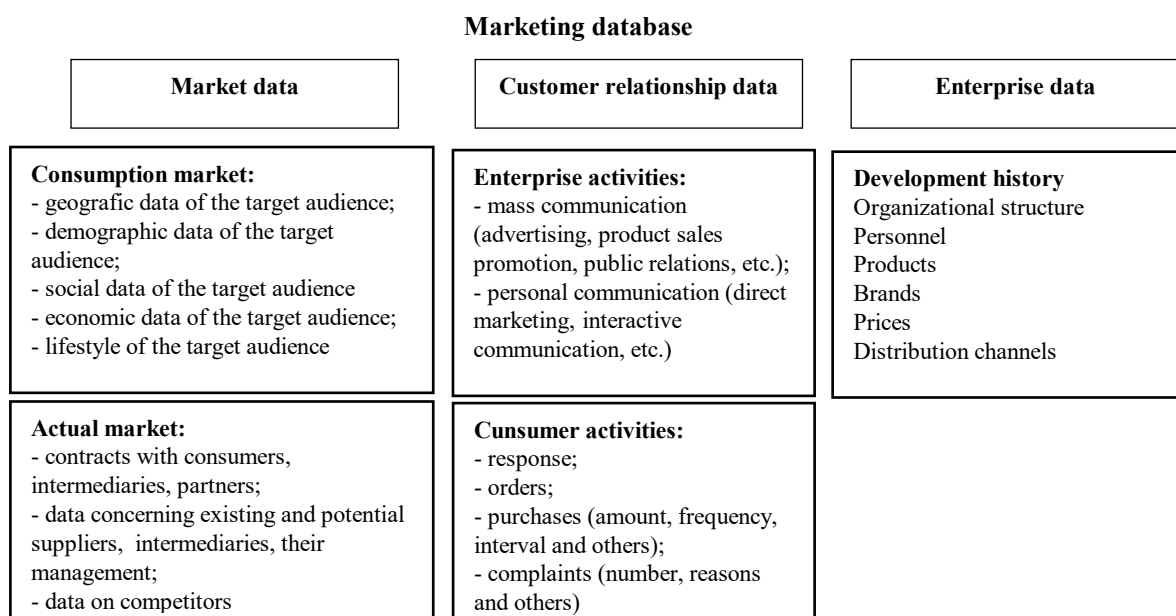 Marketing database
Market data
Customer relationship data
Enterprise data
Consumption market:
- geografic data of the target audience;
- demographic data of the target
audience;
- social data of the target audience
- economic data of the target audience;
- lifestyle of the target audience
Enterprise activities:
- mass communication
(advertising, product sales
promotion, public relations, etc.);
- personal communication (direct
marketing, interactive
communication, etc.)
Development history
Organizational structure
Personnel
Products
Brands
Prices
Distribution channels
Actual market:
- contracts with consumers,
intermediaries, partners;
- data concerning existing and potential
suppliers, intermediaries, their
management;
- data on competitors
Cunsumer activities:
- response;
- orders;
- purchases (amount, frequency,
interval and others);
- complaints (number, reasons
and others)